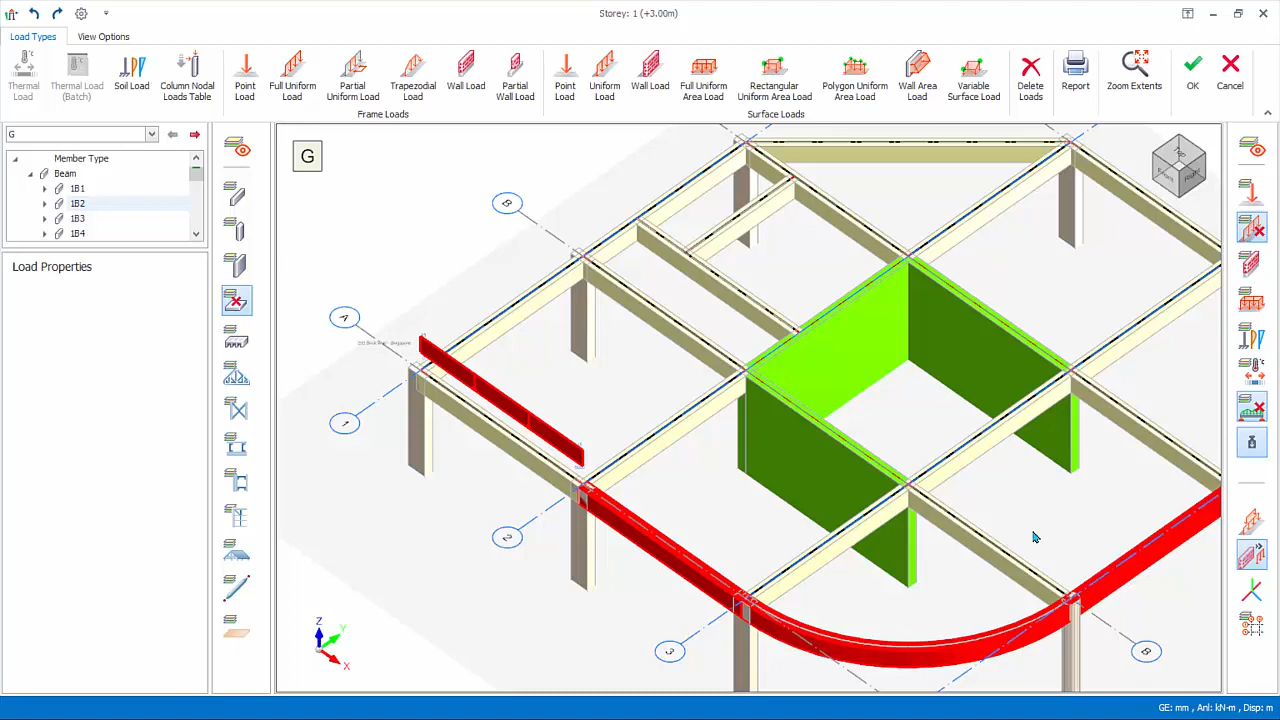 Storey: 1 (+3.00m)
Load Types
View Options
Thermal Load
Thermal Load (Batch)
Soil Load
Column Nodal Loads Table
Point Load
Full Uniform Load
Partial Uniform Load
Trapezodial Load
Wall Load
Partial Wall Load
Point Load
Uniform Load
Wall Load
Full Uniform Area Load
Rectangular Uniform Area Load
Polygon Uniform Area Load
Wall Area Load
Variable Surface Load
Delete Loads
Report
Zoom Extents
OK
Cancel
Frame Loads
Surface Loads
G
Member Type
Beam
1B1
1B2
1B3
1B4
Load Properties
G
Top
Front
Right
B
A
1
2
3
B
Z
Y
X
GE: mm , Anl: kN-m , Disp: m